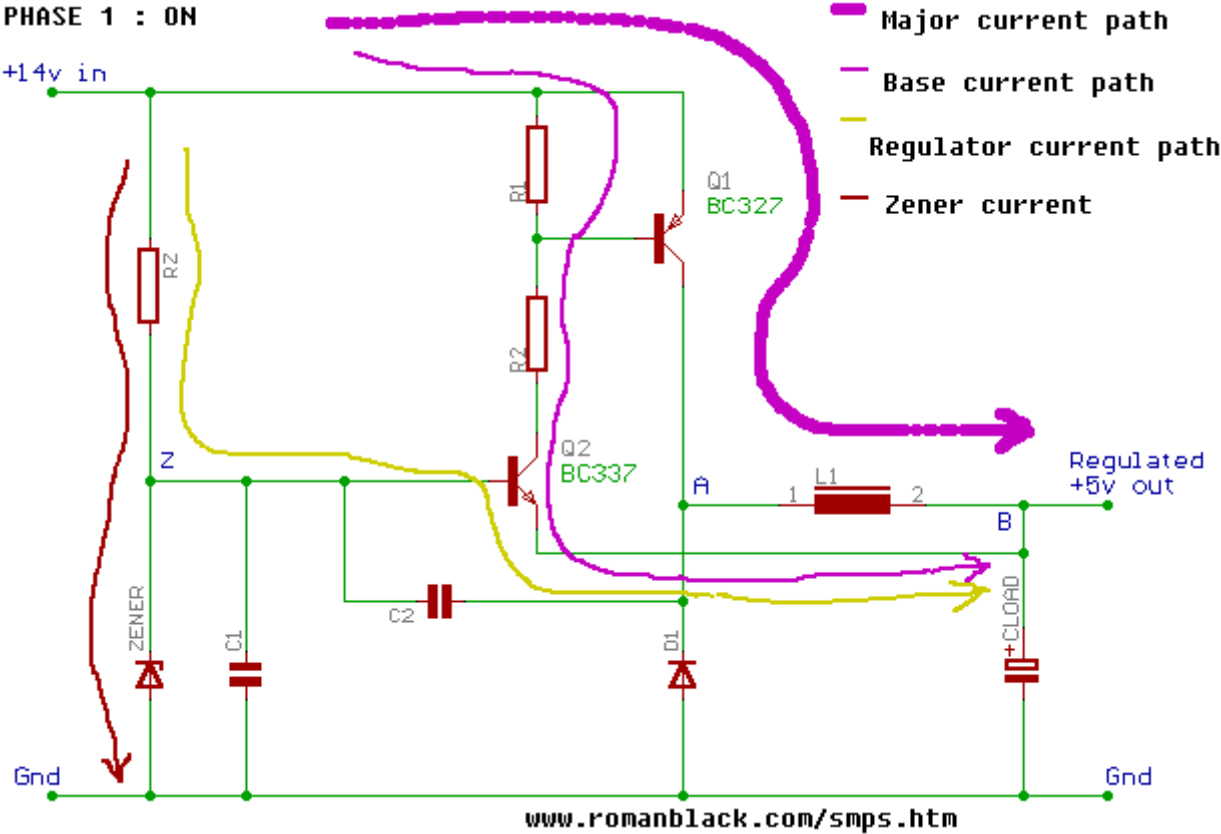 PHASE 1 : ON
Major current path
+14v in
Base current path
Regulator current path
R1
Q1
BC327
Zener current
RZ
R2
Z
Q2
BC337
A
L1
1
2
Regulated
+5v out
B
ZENER
C1
C2
D1
+CLOAD
Gnd
Gnd
www.romanblack.com/smps.htm